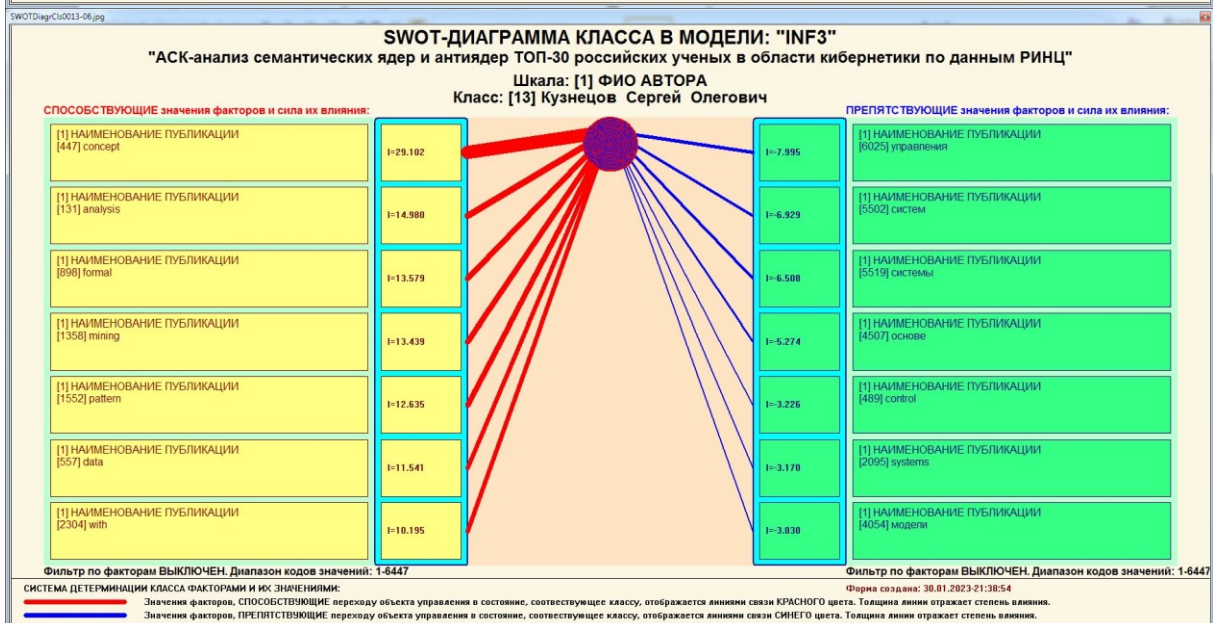 SWOTDiagrCls0013-06.jpg
SWOT-ДИАГРАММА КЛАССА В МОДЕЛИ: "INF3"
"АСК-анализ семантических ядер и антиядер ТОП-30 российских ученых в области кибернетики по данным РИНЦ"
Шкала: [1] ФИО АВТОРА
Класс: [13] Кузнецов Сергей Олегович
СПОСОБСТВУЮЩИЕ значения факторов и сила их влияния:
[1] НАИМЕНОВАНИЕ ПУБЛИКАЦИИ
[447] concept
I=29.102
[1] НАИМЕНОВАНИЕ ПУБЛИКАЦИИ
[131] analysis
I=14.980
[1] НАИМЕНОВАНИЕ ПУБЛИКАЦИИ
[898] formal
I=13.579
[1] НАИМЕНОВАНИЕ ПУБЛИКАЦИИ
[1358] mining
I=13.439
[1] НАИМЕНОВАНИЕ ПУБЛИКАЦИИ
[1552] pattern
I=12.635
[1] НАИМЕНОВАНИЕ ПУБЛИКАЦИИ
[557] data
I=11.541
[1] НАИМЕНОВАНИЕ ПУБЛИКАЦИИ
[2304] with
I=10.195
Фильтр по факторам ВЫКЛЮЧЕН. Диапазон кодов значений: 1-6447
ПРЕПЯТСТВУЮЩИЕ значения факторов и сила их влияния:
I=-7.995
[1] НАИМЕНОВАНИЕ ПУБЛИКАЦИИ
[6025] управления
I=-6.929
[1] НАИМЕНОВАНИЕ ПУБЛИКАЦИИ
[5502] систем
I=-6.508
[1] НАИМЕНОВАНИЕ ПУБЛИКАЦИИ
[5519] системы
I=-5.274
[1] НАИМЕНОВАНИЕ ПУБЛИКАЦИИ
[4507] основе
I=-3.226
[1] НАИМЕНОВАНИЕ ПУБЛИКАЦИИ
[489] control
I=-3.170
[1] НАИМЕНОВАНИЕ ПУБЛИКАЦИИ
[2095] systems
I=-3.030
[1] НАИМЕНОВАНИЕ ПУБЛИКАЦИИ
[4054] модели
Фильтр по факторам ВЫКЛЮЧЕН. Диапазон кодов значений: 1-6447
СИСТЕМА ДЕТЕРМИНАЦИИ КЛАССА ФАКТОРАМИ И ИХ ЗНАЧЕНИЯМИ:
Форма создана: 30.01.2023-21:38:54
Значения факторов, СПОСОБСТВУЮЩИЕ переходу объекта управления в состояние, соответствующее классу, отображается линиями связи КРАСНОГО цвета. Толщина линии отражает степень влияния.
Значения факторов, ПРЕПЯТСТВУЮЩИЕ переходу объекта управления в состояние, соответствующее классу, отображается линиями связи СИНЕГО цвета. Толщина линии отражает степень влияния.